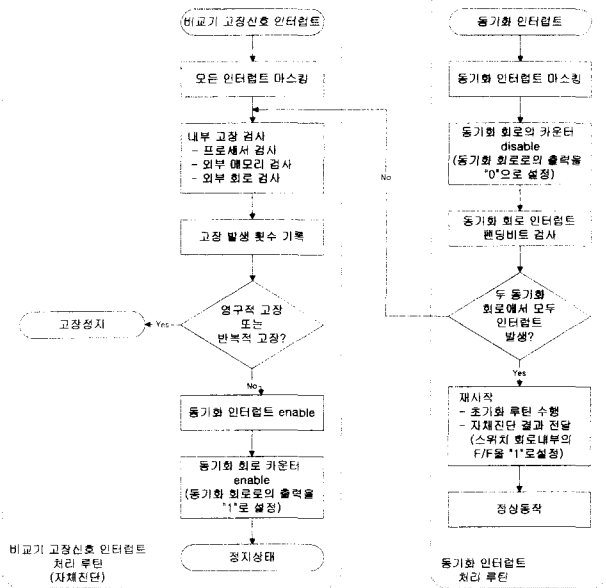 비교기 고장신호 인터럽트
모든 인터럽트 마스킹
내부 고장 검사
- 프로세서 검사
- 외부 메모리 검사
- 외부 회로 검사
고장 발생 횟수 기록
영구적 고장
또는
반복적 고장?
Yes
고장정지
No
동기화 인터럽트 enable
동기화 회로 카운터
enable
(동기화 회로로의 출력을
"1"로 설정)
정지상태
비교기 고장신호 인터럽트
처리 루틴
(자체진단)
동기화 인터럽트
동기화 인터럽트 마스킹
동기화 회로의 카운터
disable
(동기화 회로로의 출력을
"0"으로 설정)
동기화 회로 인터럽트
펜딩비트 검사
두 동기화
회로에서 모두
인터럽트
발생?
No
Yes
재시작
- 초기화 루틴 수행
- 자체진단 결과 전달
(스위치 회로내부의
F/F을 "1"로설정)
정상동작
동기화 인터럽트
처리 루틴